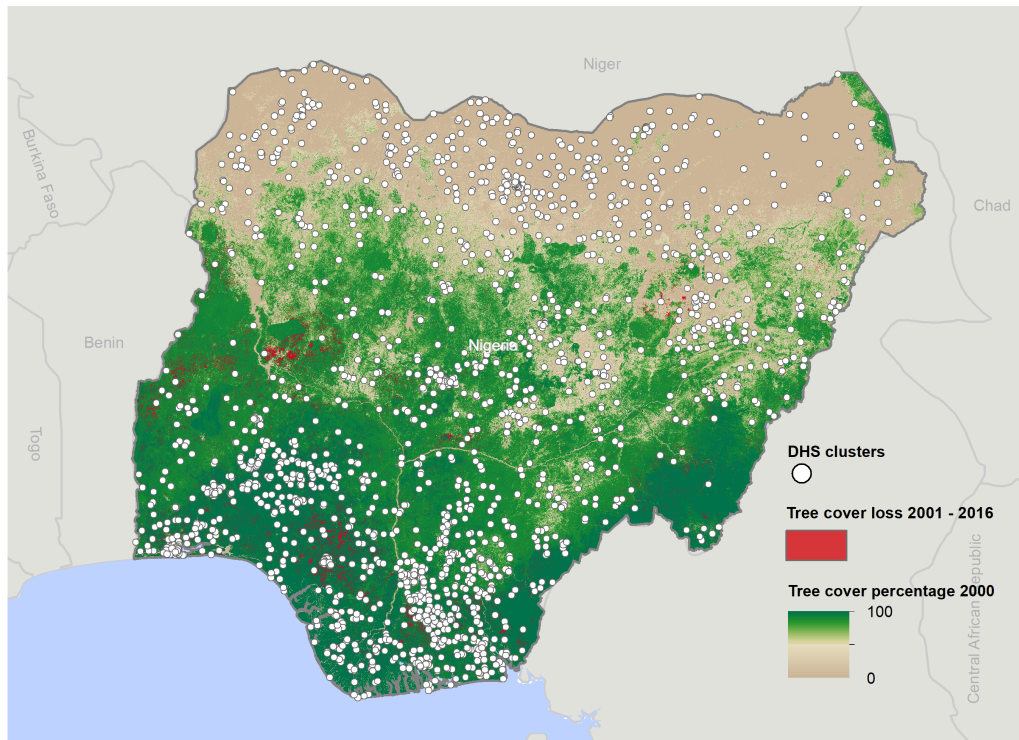 Niger
Burkina Faso
Chad
Benin
Nigeria
Togo
DHS clusters
Tree cover loss 2001 - 2016
Tree cover percentage 2000
100
0
Central African Republic